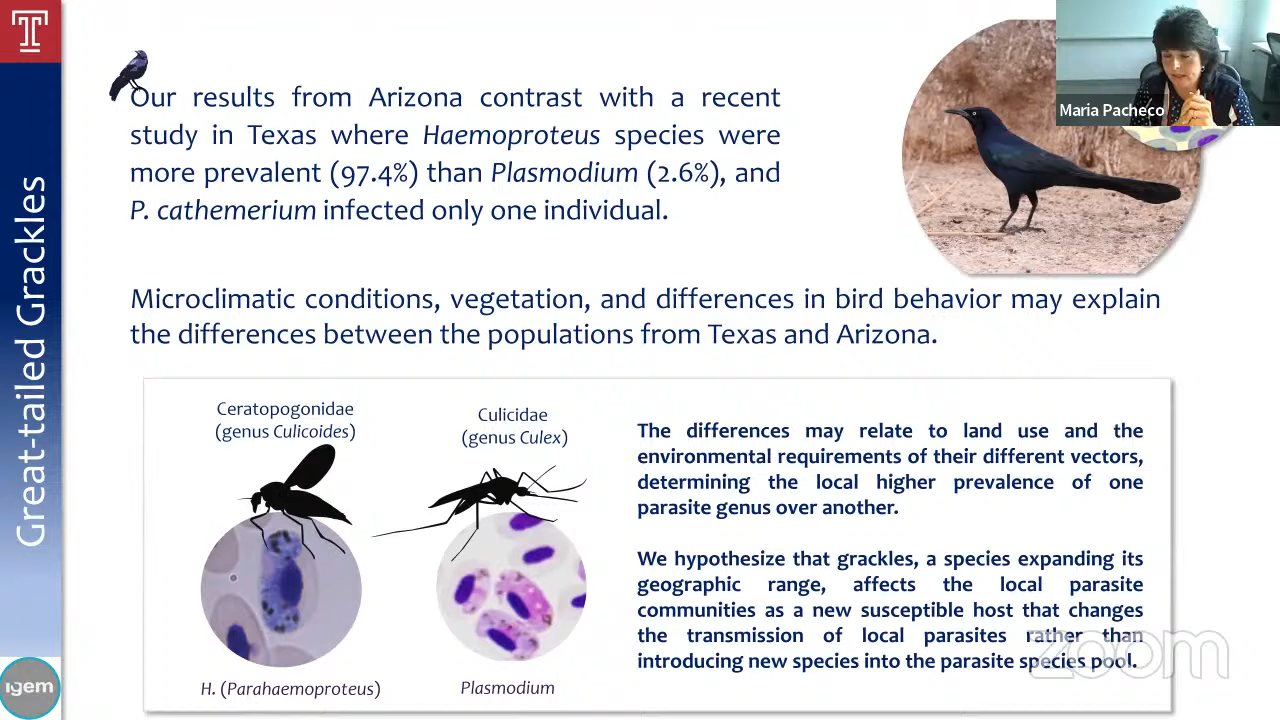 Great-tailed Grackles
igem
Our results from Arizona contrast with a recent
study in Texas where Haemoproteus species were
more prevalent (97.4%) than Plasmodium (2.6%), and
P. cathemerium infected only one individual.
Maria Pacheco
Microclimatic conditions, vegetation, and differences in bird behavior may explain
the differences between the populations from Texas and Arizona.
Ceratopogonidae
(genus Culicoides)
H. (Parahaemoproteus)
Culicidae
(genus Culex)
Plasmodium
The differences may relate to land use and the
environmental requirements of their different vectors,
determining the local higher prevalence of one
parasite genus over another.
We hypothesize that grackles, a species expanding its
geographic range, affects the local parasite
communities as a new susceptible host that changes
the transmission of local parasites rather than
introducing new species into the parasite species pool.
zoom